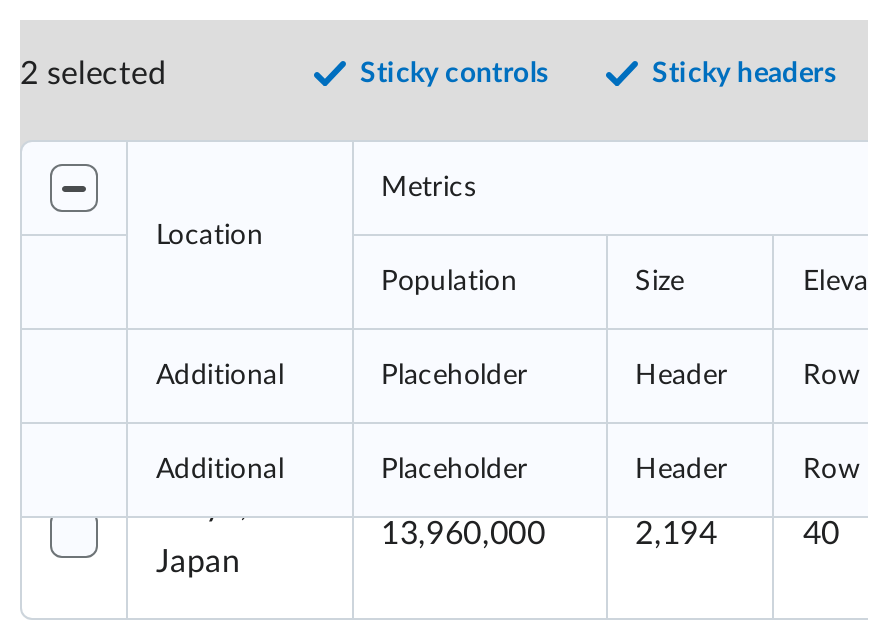 2 selected Sticky controls Sticky headers
Metrics
Location
Population Size Eleva
Additional Placeholder Header Row
Additional Placeholder Header Row
13,960,000 2,194 40
Japan